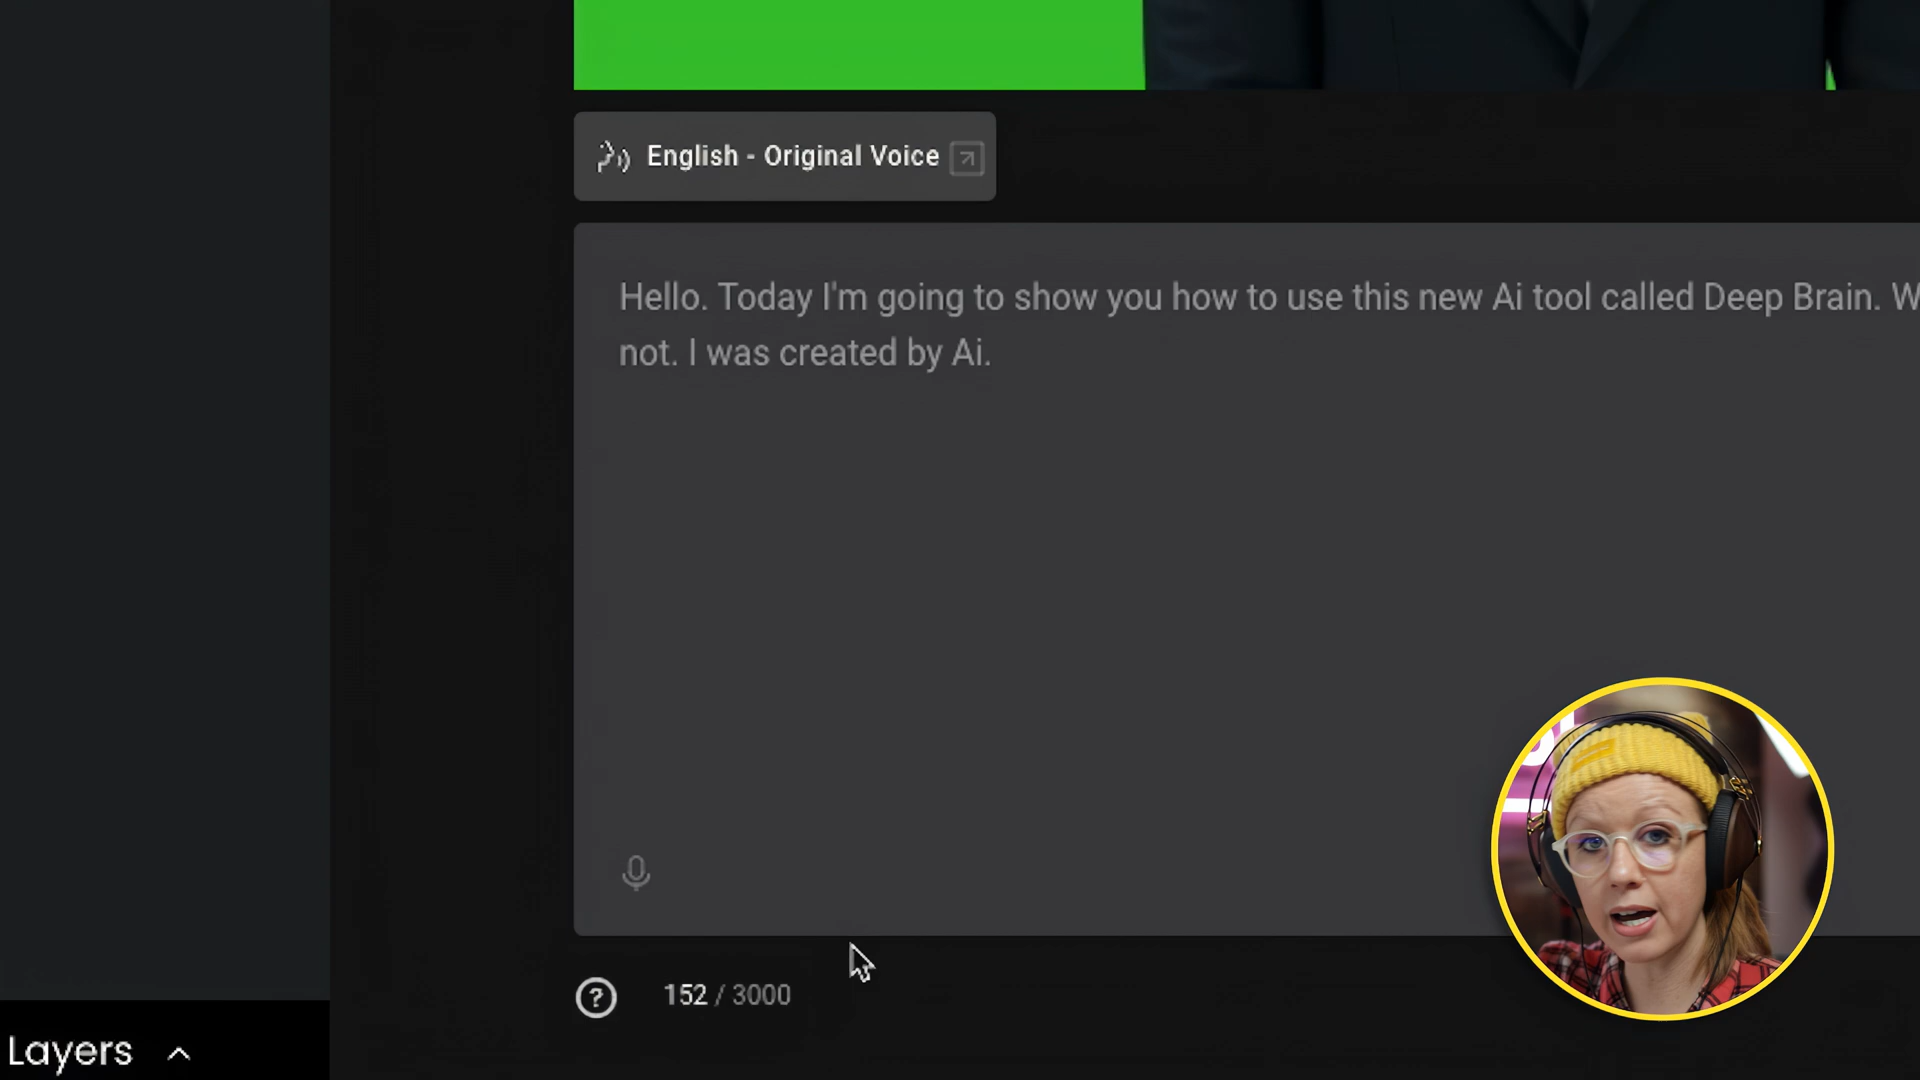 English - Original Voice
Hello. Today I'm going to show you how to use this new Ai tool called Deep Brain. W
not. I was created by Ai.
152 / 3000
Layers